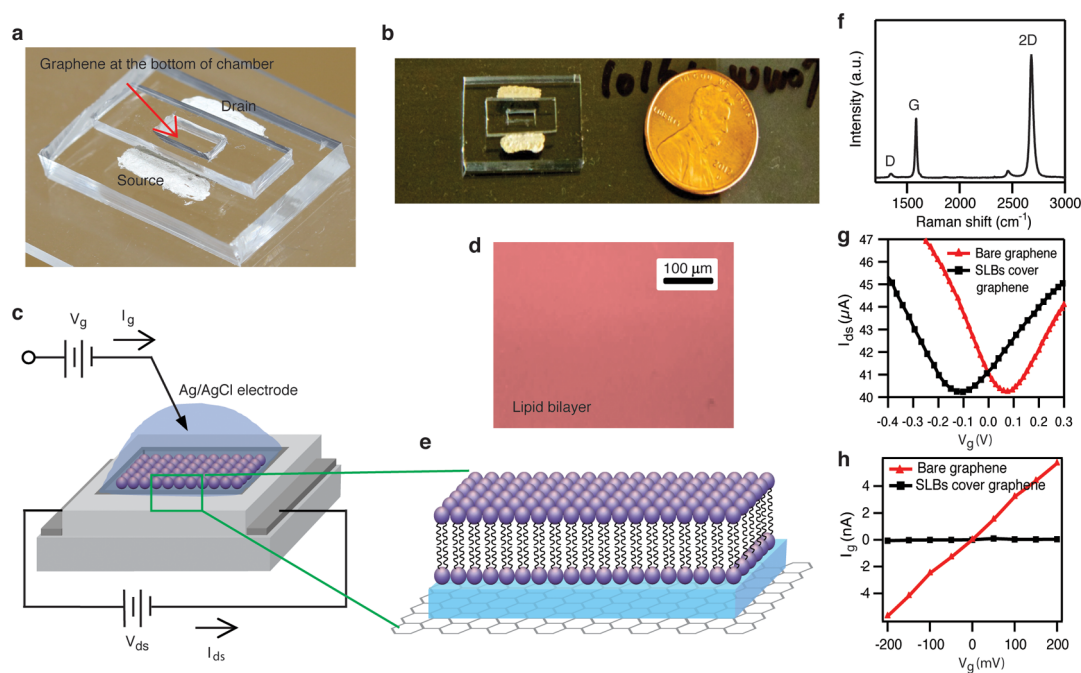 a
Graphene at the bottom of chamber
Drain
Source
b
c
Vg
Ig
Ag/AgCl electrode
Vds
Ids
d
100 μm
Lipid bilayer
e
f
2D
G
D
Intensity (a.u.)
1500 2000 2500 3000
Raman shift (cm-1)
g
47
46
45
44
43
42
41
40
Ids (μA)
Bare graphene
SLBs cover
graphene
-0.4 -0.3 -0.2 -0.1 0.0 0.1 0.2 0.3
Vg (V)
h
4
2
0
-2
-4
Ig (nA)
Bare graphene
SLBs cover graphene
-200 -100 0 100 200
Vg (mV)